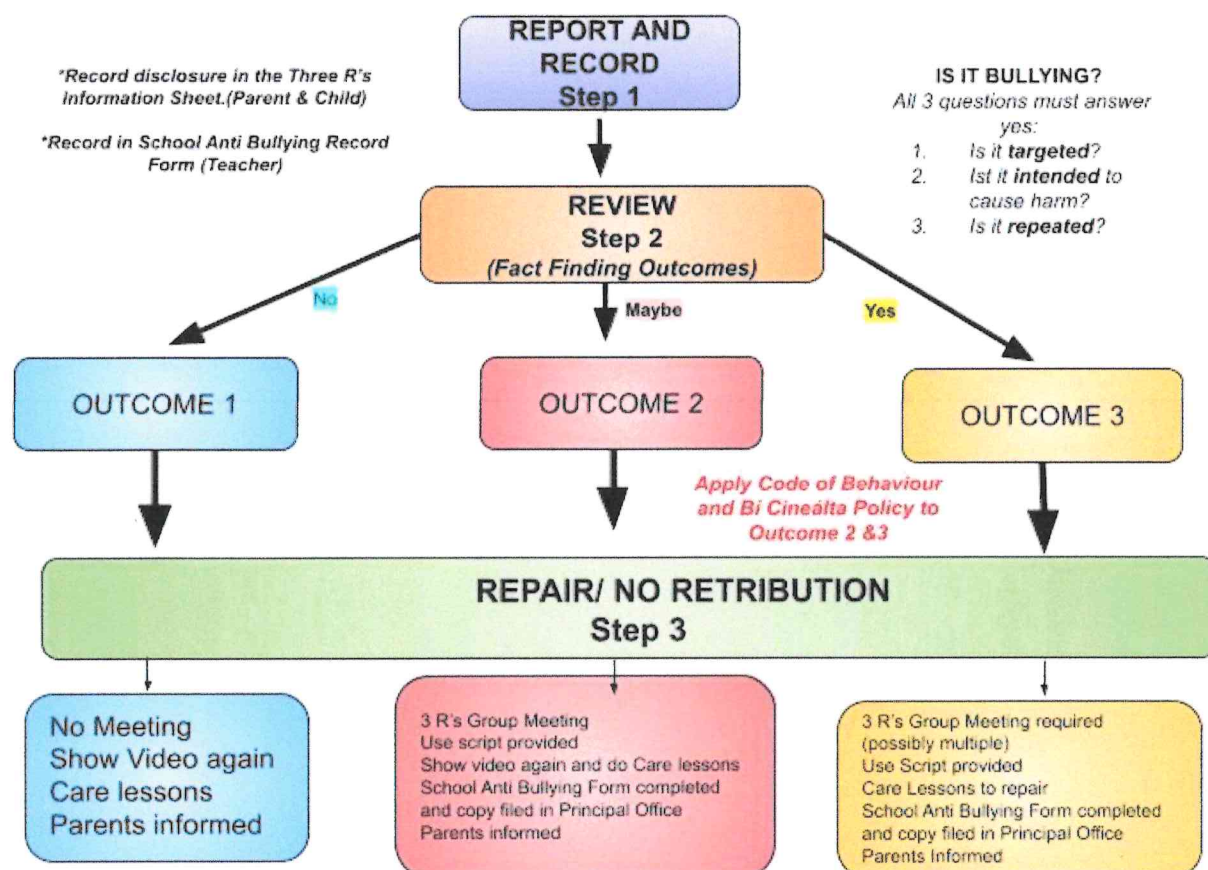 REPORT AND
RECORD
Step 1
*Record disclosure in the Three R's
Information Sheet.(Parent & Child)
*Record in School Anti Bullying Record
Form (Teacher)
IS IT BULLYING?
All 3 questions must answer
yes:
1. Is it targeted?
2. Ist it intended to
cause harm?
3. Is it repeated?
REVIEW
Step 2
(Fact Finding Outcomes)
No
Maybe
Yes
OUTCOME 1
OUTCOME 2
OUTCOME 3
Apply Code of Behaviour
and Bí Cineálta Policy to
Outcome 2 &3
REPAIR/ NO RETRIBUTION
Step 3
No Meeting
Show Video again
Care lessons
Parents informed
3 R's Group Meeting
Use script provided
Show video again and do Care lessons
School Anti Bullying Form completed
and copy filed in Principal Office
Parents informed
3 R's Group Meeting required
(possibly multiple)
Use Script provided
Care Lessons to repair
School Anti Bullying Form completed
and copy filed in Principal Office
Parents Informed